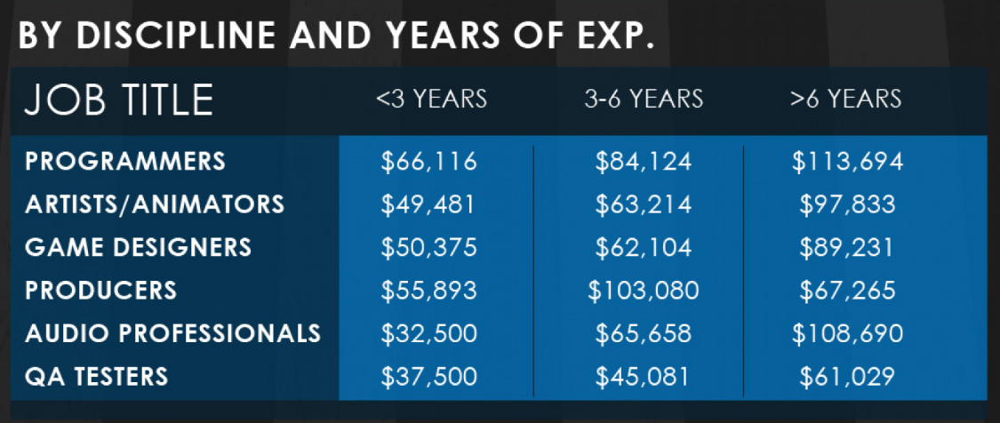 BY DISCIPLINE AND YEARS OF EXP.
JOB TITLE <3 YEARS 3-6 YEARS >6 YEARS
PROGRAMMERS $66,116 $84,124 $113,694
ARTISTS/ANIMATORS $49,481 $63,214 $97,833
GAME DESIGNERS $50,375 $62,104 $89,231
PRODUCERS $55,893 $103,080 $67,265
AUDIO PROFESSIONALS $32,500 $65,658 $108,690
QA TESTERS $37,500 $45,081 $61,029